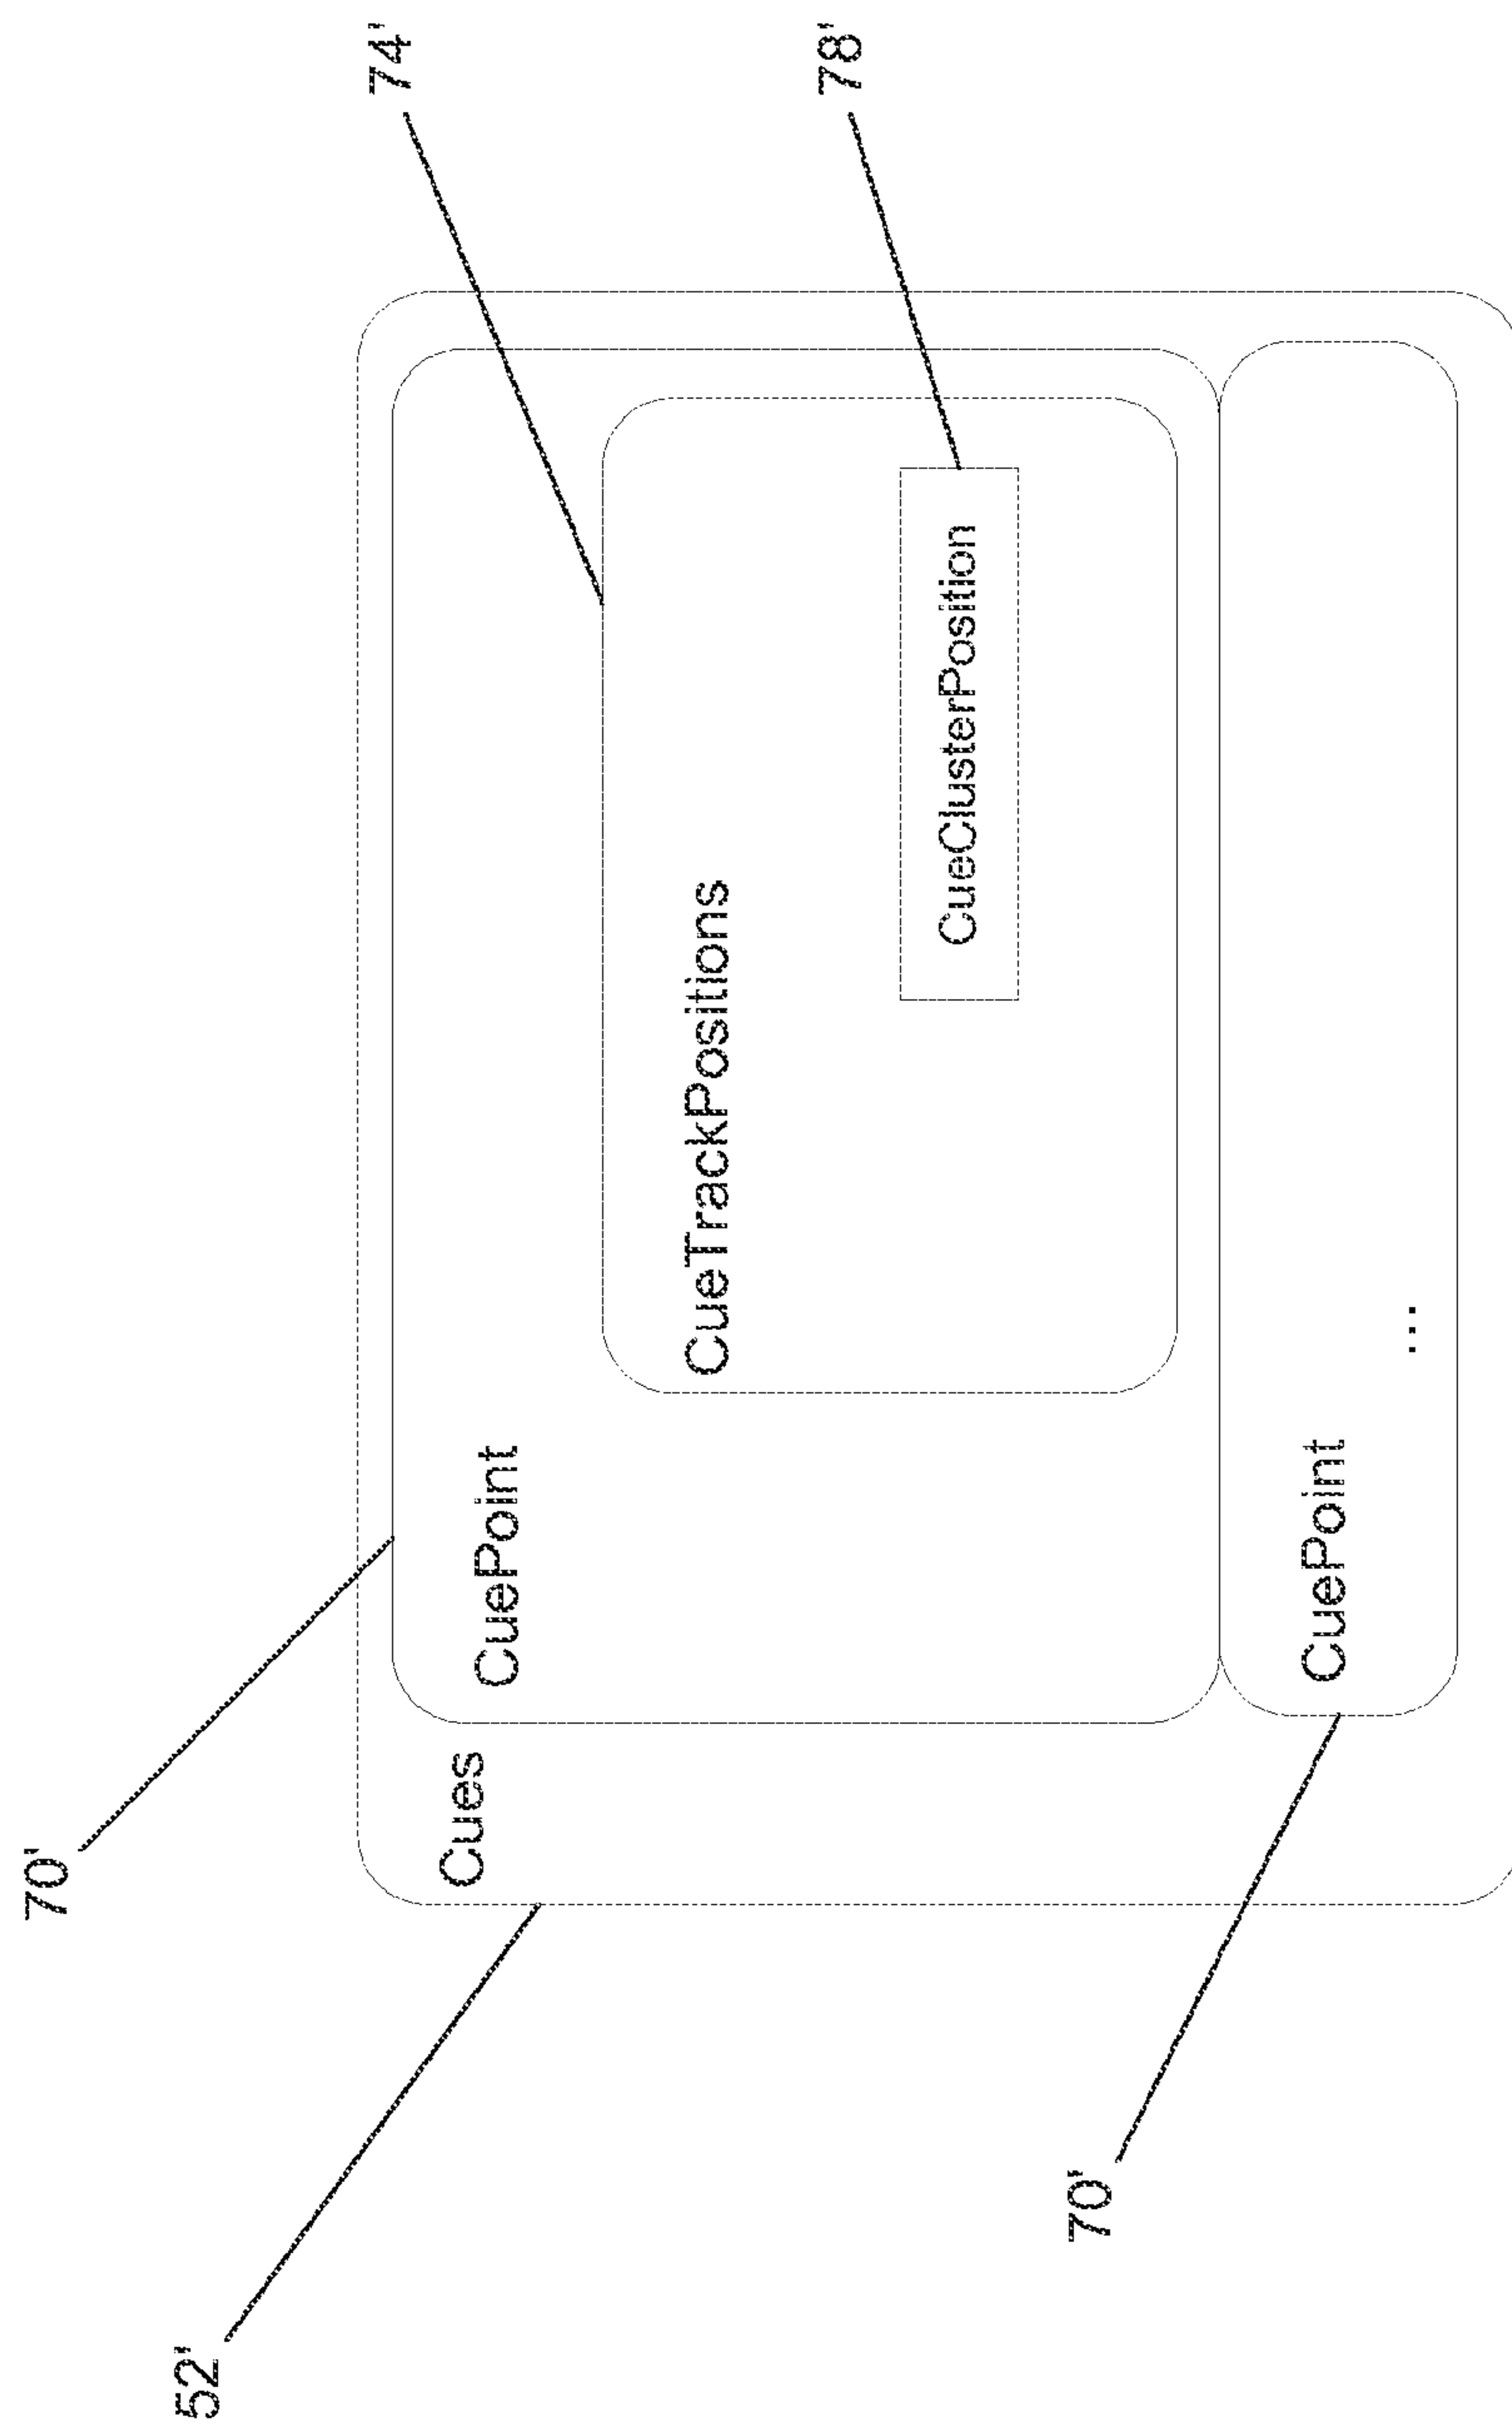 70'
52'
Cues
CuePoint
74'
CueTrackPositions
78'
CueClusterPosition
70'
CuePoint
...